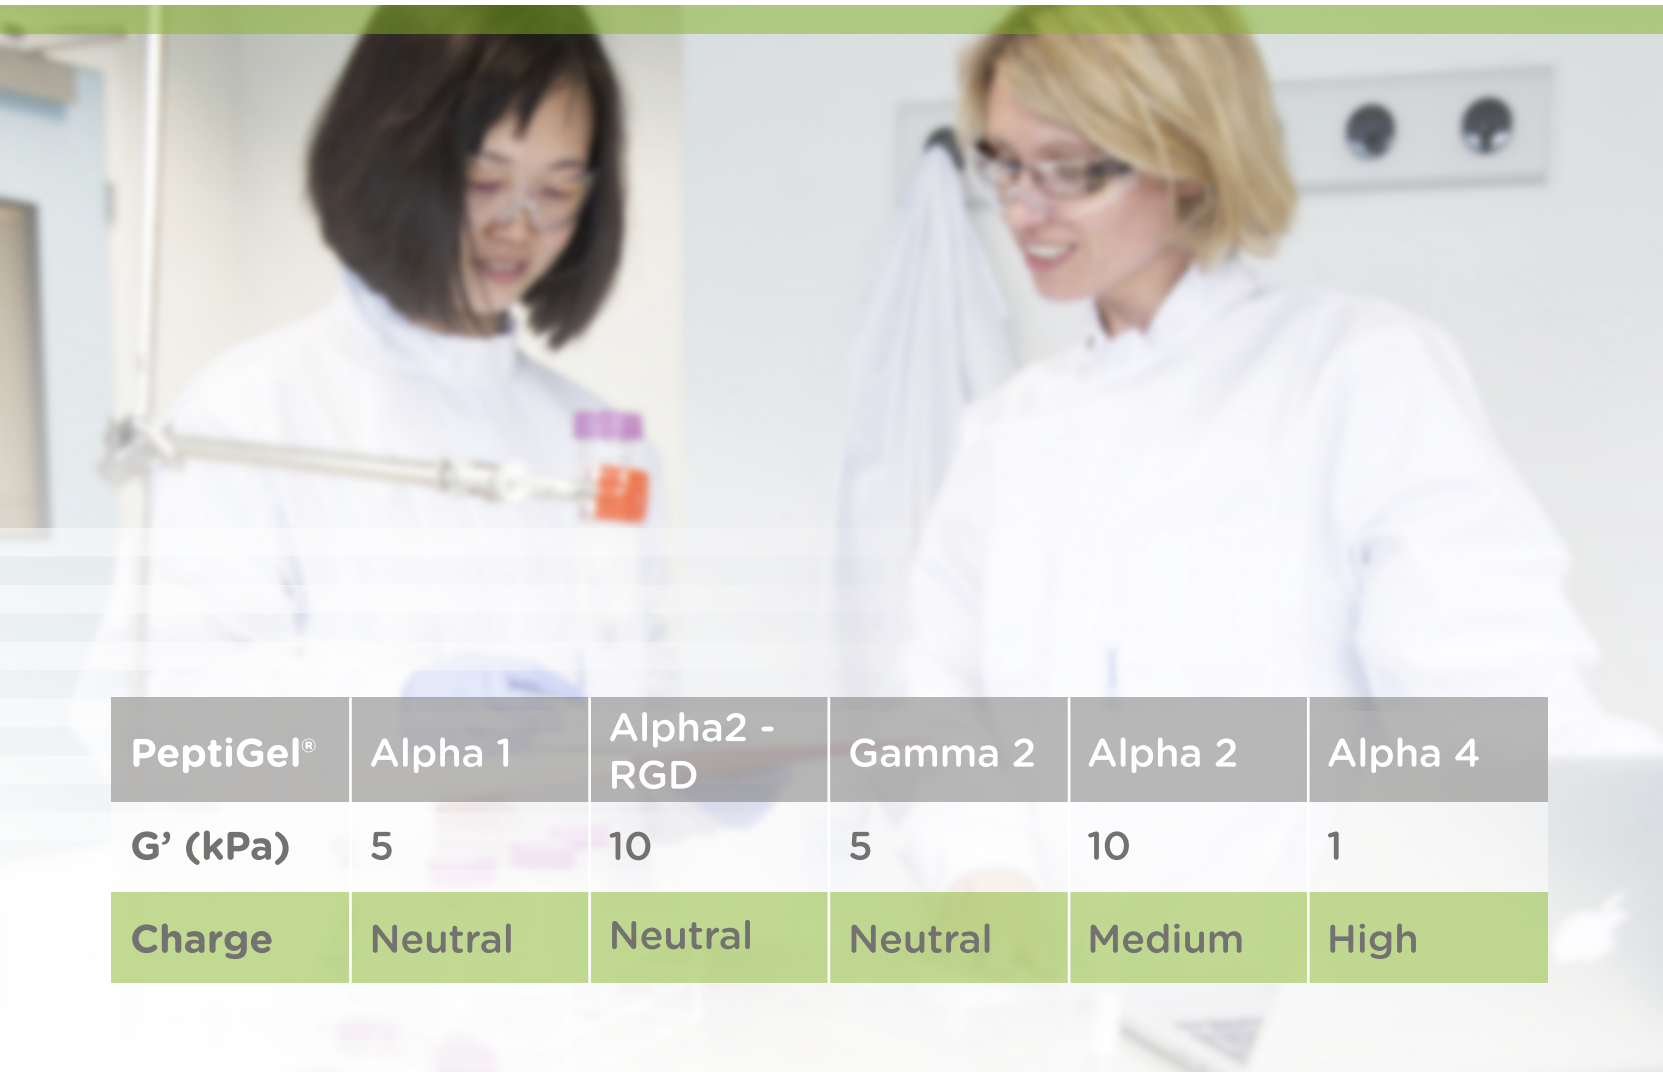 PeptiGel® Alpha 1 Alpha2 - RGD Gamma 2 Alpha 2 Alpha 4
G’ (kPa) 5 10 5 10 1
Charge Neutral Neutral Neutral Medium High